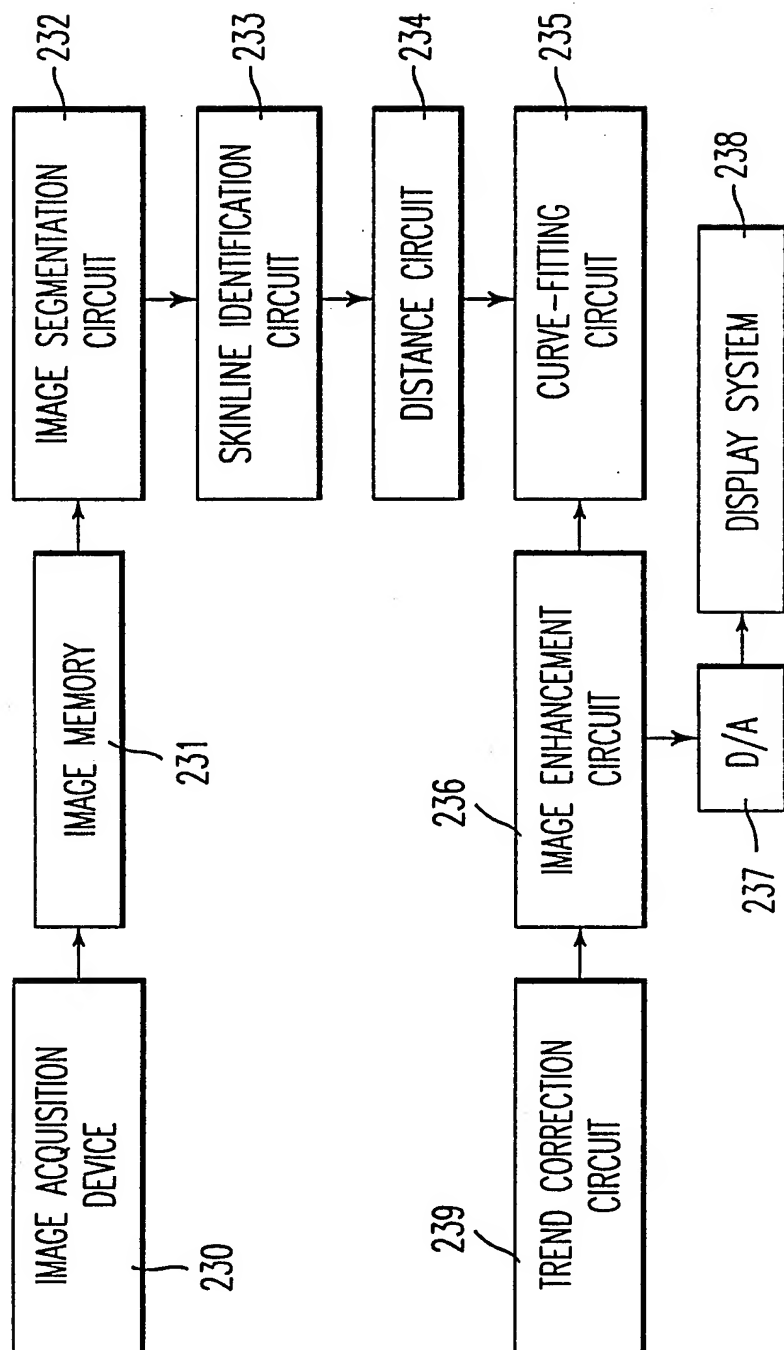 IMAGE ACQUISITION
DEVICE
230
IMAGE MEMORY
231
IMAGE SEGMENTATION
CIRCUIT
232
SKINLINE IDENTIFICATION
CIRCUIT
233
DISTANCE CIRCUIT
234
CURVE-FITTING
CIRCUIT
235
IMAGE ENHANCEMENT
CIRCUIT
236
TREND CORRECTION
CIRCUIT
239
D/A
237
DISPLAY SYSTEM
238